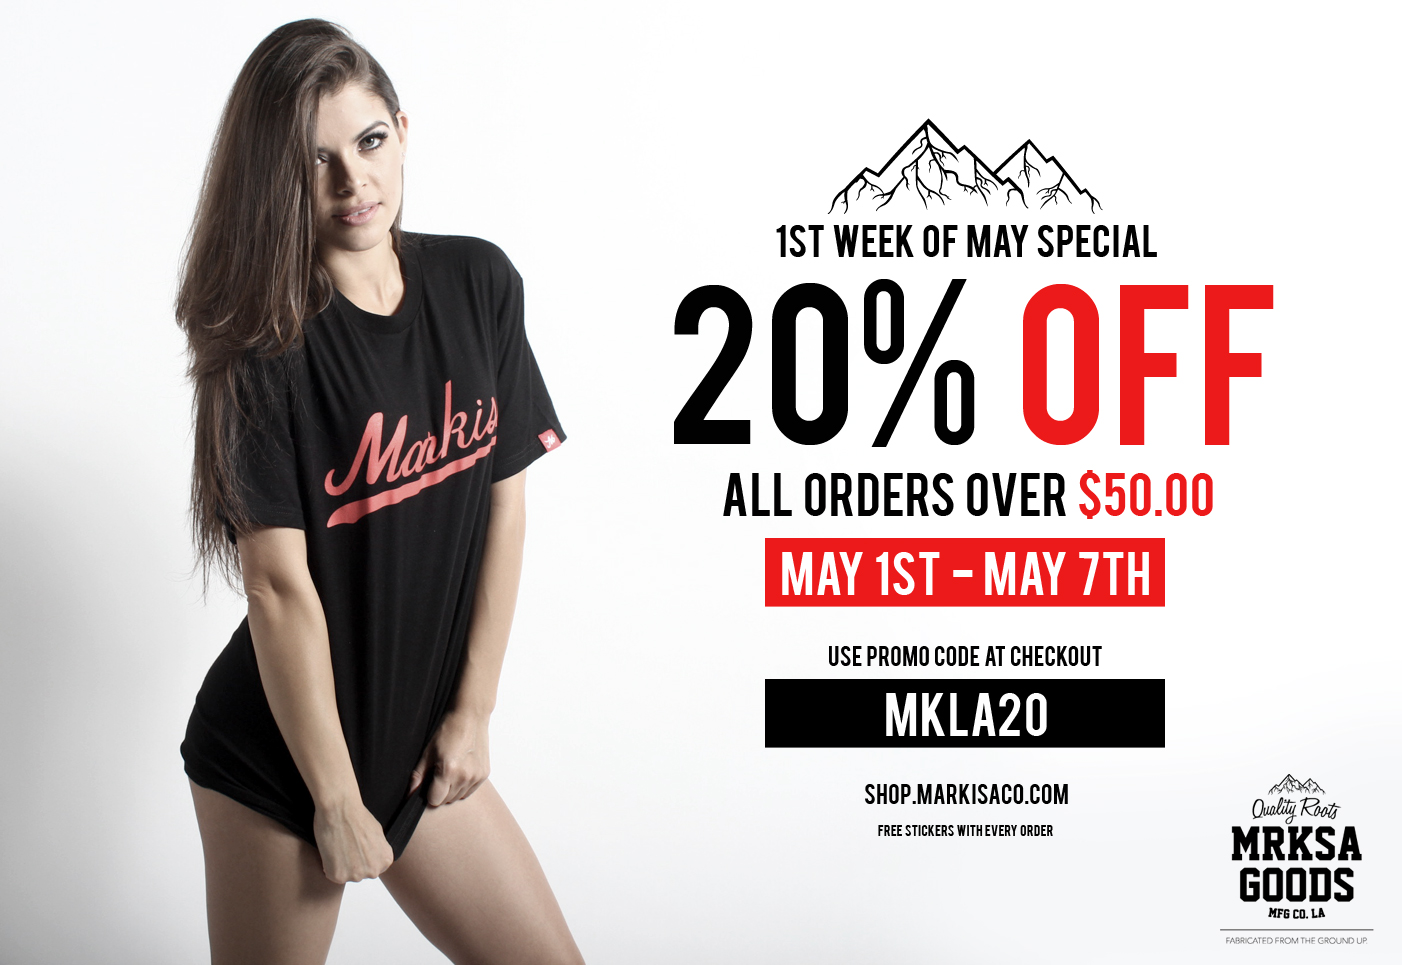 Markis
1ST WEEK OF MAY SPECIAL
20% OFF
ALL ORDERS OVER $50.00
MAY 1ST - MAY 7TH
USE PROMO CODE AT CHECKOUT
MKLA20
SHOP.MARKISACO.COM
FREE STICKERS WITH EVERY ORDER
Quality Roots
MRKSA
GOODS
MFG CO. LA
FABRICATED FROM THE GROUND UP.